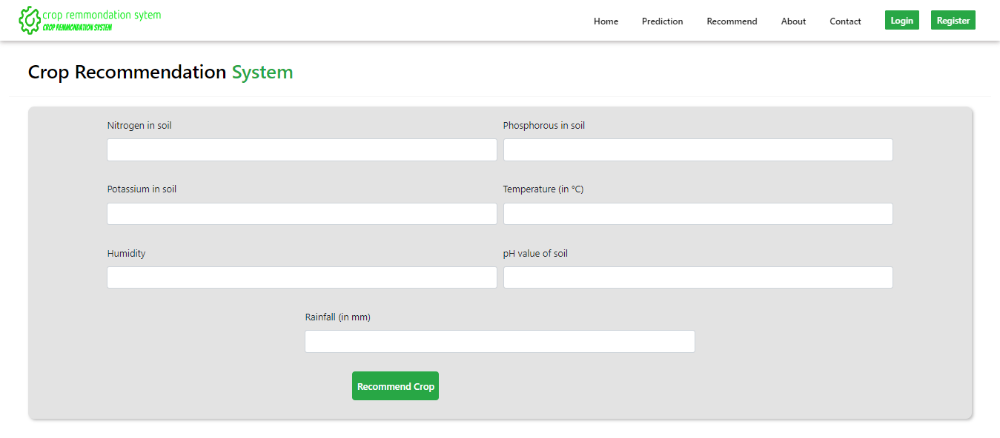 crop remmondation sytem
CROP REMMONDATION SYSTEM
Home Prediction Recommend About Contact Login Register
Crop Recommendation System
Nitrogen in soil Phosphorous in soil
Potassium in soil Temperature (in °C)
Humidity pH value of soil
Rainfall (in mm)
Recommend Crop